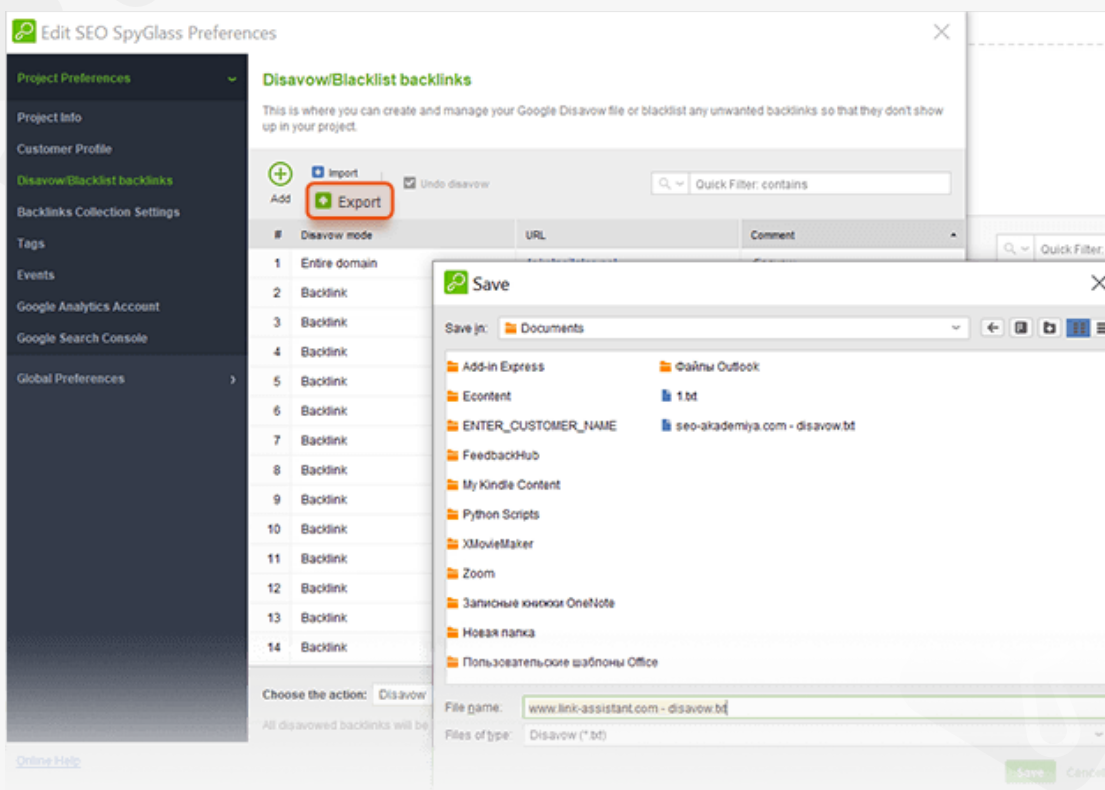 Edit SEO SpyGlass Preferences
Project Preferences
Project Info
Customer Profile
Disavow/Blacklist backlinks
Backlinks Collection Settings
Tags
Events
Google Analytics Account
Google Search Console
Global Preferences
Online Help
Disavow/Blacklist backlinks
This is where you can create and manage your Google Disavow file or blacklist any unwanted backlinks so that they don't show
up in your project.
Add
Import
Export
Undo disavow
Quick Filter: contains
# Disavow mode URL Comment
1 Entire domain
2 Backlink
3 Backlink
4 Backlink
5 Backlink
6 Backlink
7 Backlink
8 Backlink
9 Backlink
10 Backlink
11 Backlink
12 Backlink
13 Backlink
14 Backlink
Choose the action: Disavow
All disavowed backlinks will be
Quick Filter:
Save
Save in: Documents
Add-in Express
Econtent
ENTER_CUSTOMER_NAME
FeedbackHub
My Kindle Content
Python Scripts
XMovieMaker
Zoom
Записные книжки OneNote
Новая папка
Пользовательские шаблоны Office
Файлы Outlook
1.txt
seo-akademiya.com - disavow.txt
File name: www.link-assistant.com - disavow.txt
Files of type: Disavow (*.txt)
Save Cancel